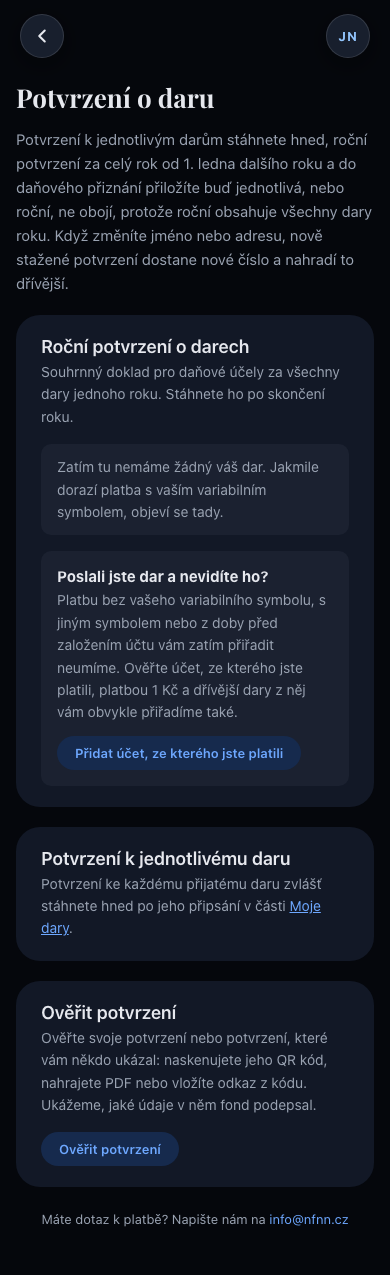 JN
Potvrzení o daru
Potvrzení k jednotlivým darům stáhnete hned, roční
potvrzení za celý rok od 1. ledna dalšího roku a do
daňového přiznání přiložíte buď jednotlivá, nebo
roční, ne obojí, protože roční obsahuje všechny dary
roku. Když změníte jméno nebo adresu, nově
stažené potvrzení dostane nové číslo a nahradí to
dřívější.
Roční potvrzení o darech
Souhrnný doklad pro daňové účely za všechny
dary jednoho roku. Stáhnete ho po skončení
roku.
Zatím tu nemáme žádný váš dar. Jakmile
dorazí platba s vaším variabilním
symbolem, objeví se tady.
Poslali jste dar a nevidíte ho?
Platbu bez vašeho variabilního symbolu, s
jiným symbolem nebo z doby před
založením účtu vám zatím přiřadit
neumíme. Ověřte účet, ze kterého jste
platili, platbou 1 Kč a dřívější dary z něj
vám obvykle přiřadíme také.
Přidat účet, ze kterého jste platili
Potvrzení k jednotlivému daru
Potvrzení ke každému přijatému daru zvlášť
stáhnete hned po jeho připsání v části Moje
dary.
Ověřit potvrzení
Ověřte svoje potvrzení nebo potvrzení, které
vám někdo ukázal: naskenujete jeho QR kód,
nahrajete PDF nebo vložíte odkaz z kódu.
Ukážeme, jaké údaje v něm fond podepsal.
Ověřit potvrzení
Máte dotaz k platbě? Napište nám na info@nfnn.cz